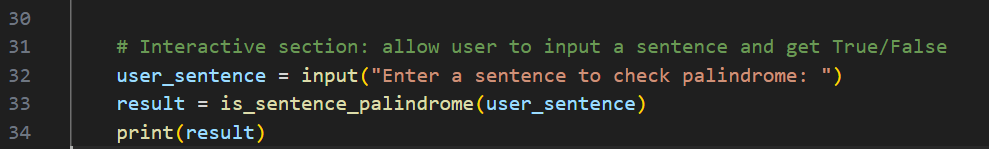 30
31 # Interactive section: allow user to input a sentence and get True/False
32 user_sentence = input("Enter a sentence to check palindrome: ")
33 result = is_sentence_palindrome(user_sentence)
34 print(result)